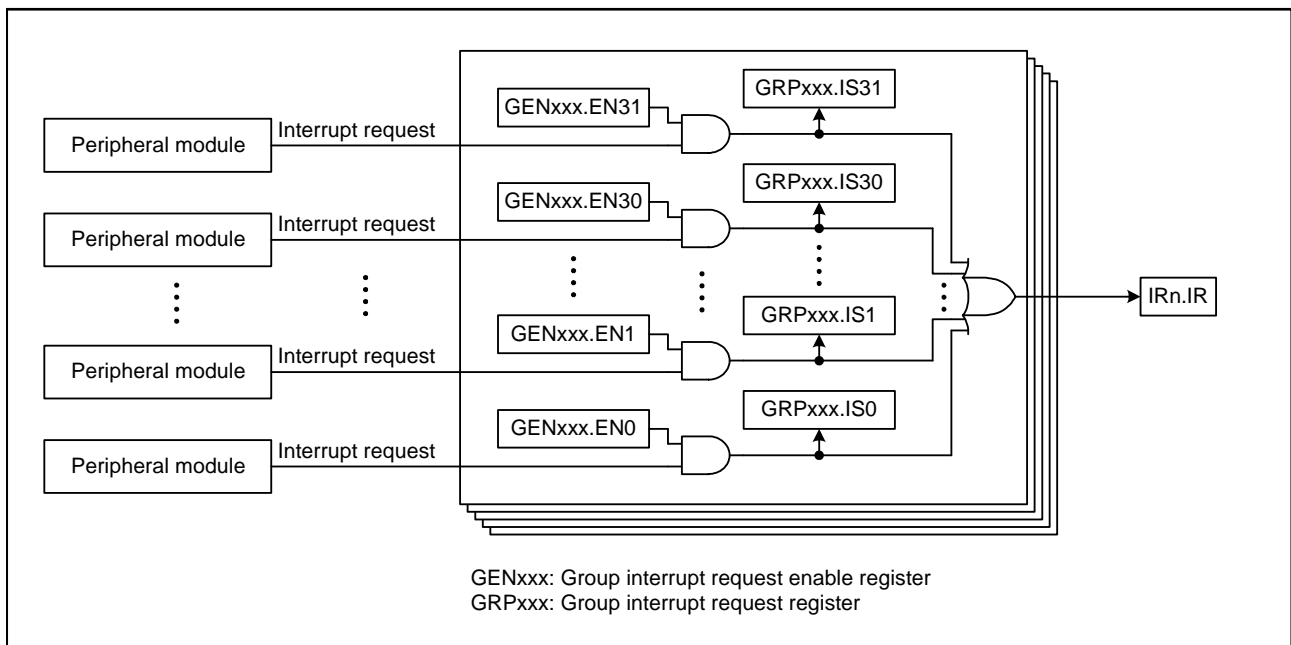 GRPxxx.IS31
GENxxx.EN31
Peripheral module
Interrupt request
GRPxxx.IS30
GENxxx.EN30
Peripheral module
Interrupt request
IRn.IR
GRPxxx.IS1
GENxxx.EN1
Peripheral module
Interrupt request
GRPxxx.IS0
GENxxx.EN0
Peripheral module
Interrupt request
GENxxx: Group interrupt request enable register
GRPxxx: Group interrupt request register